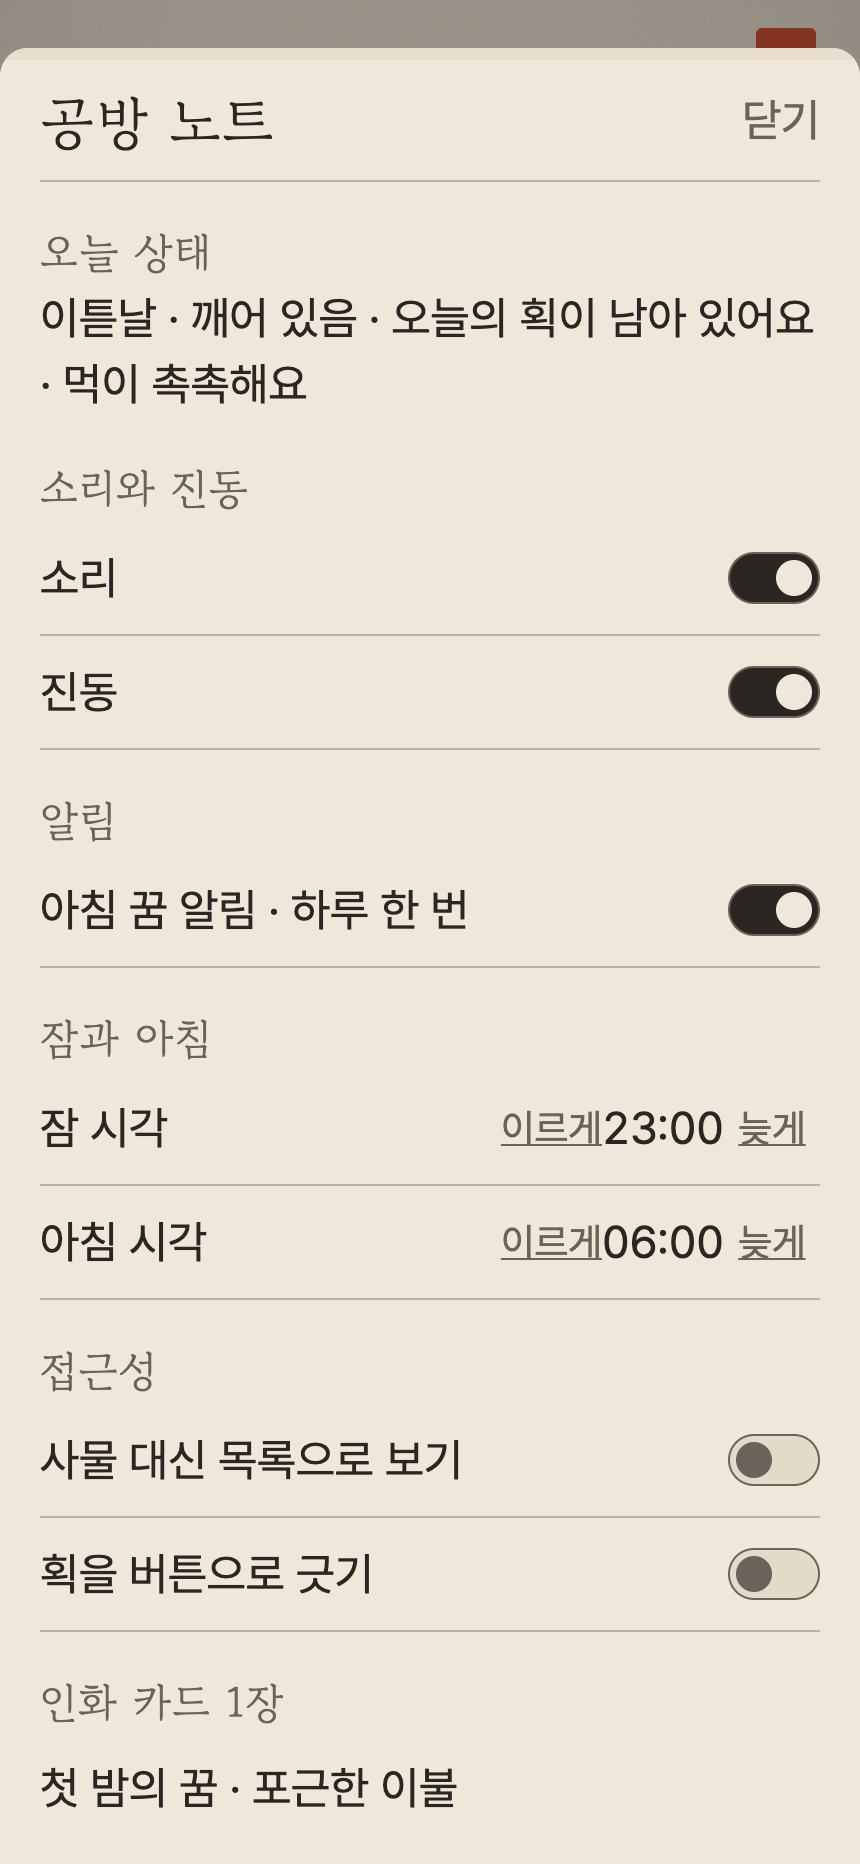 공방 노트
닫기
오늘 상태
이튿날 · 깨어 있음 · 오늘의 획이 남아 있어요
· 먹이 촉촉해요
소리와 진동
소리
진동
알림
아침 꿈 알림 · 하루 한 번
잠과 아침
잠 시각 이르게23:00 늦게
아침 시각 이르게06:00 늦게
접근성
사물 대신 목록으로 보기
획을 버튼으로 긋기
인화 카드 1장
첫 밤의 꿈 · 포근한 이불